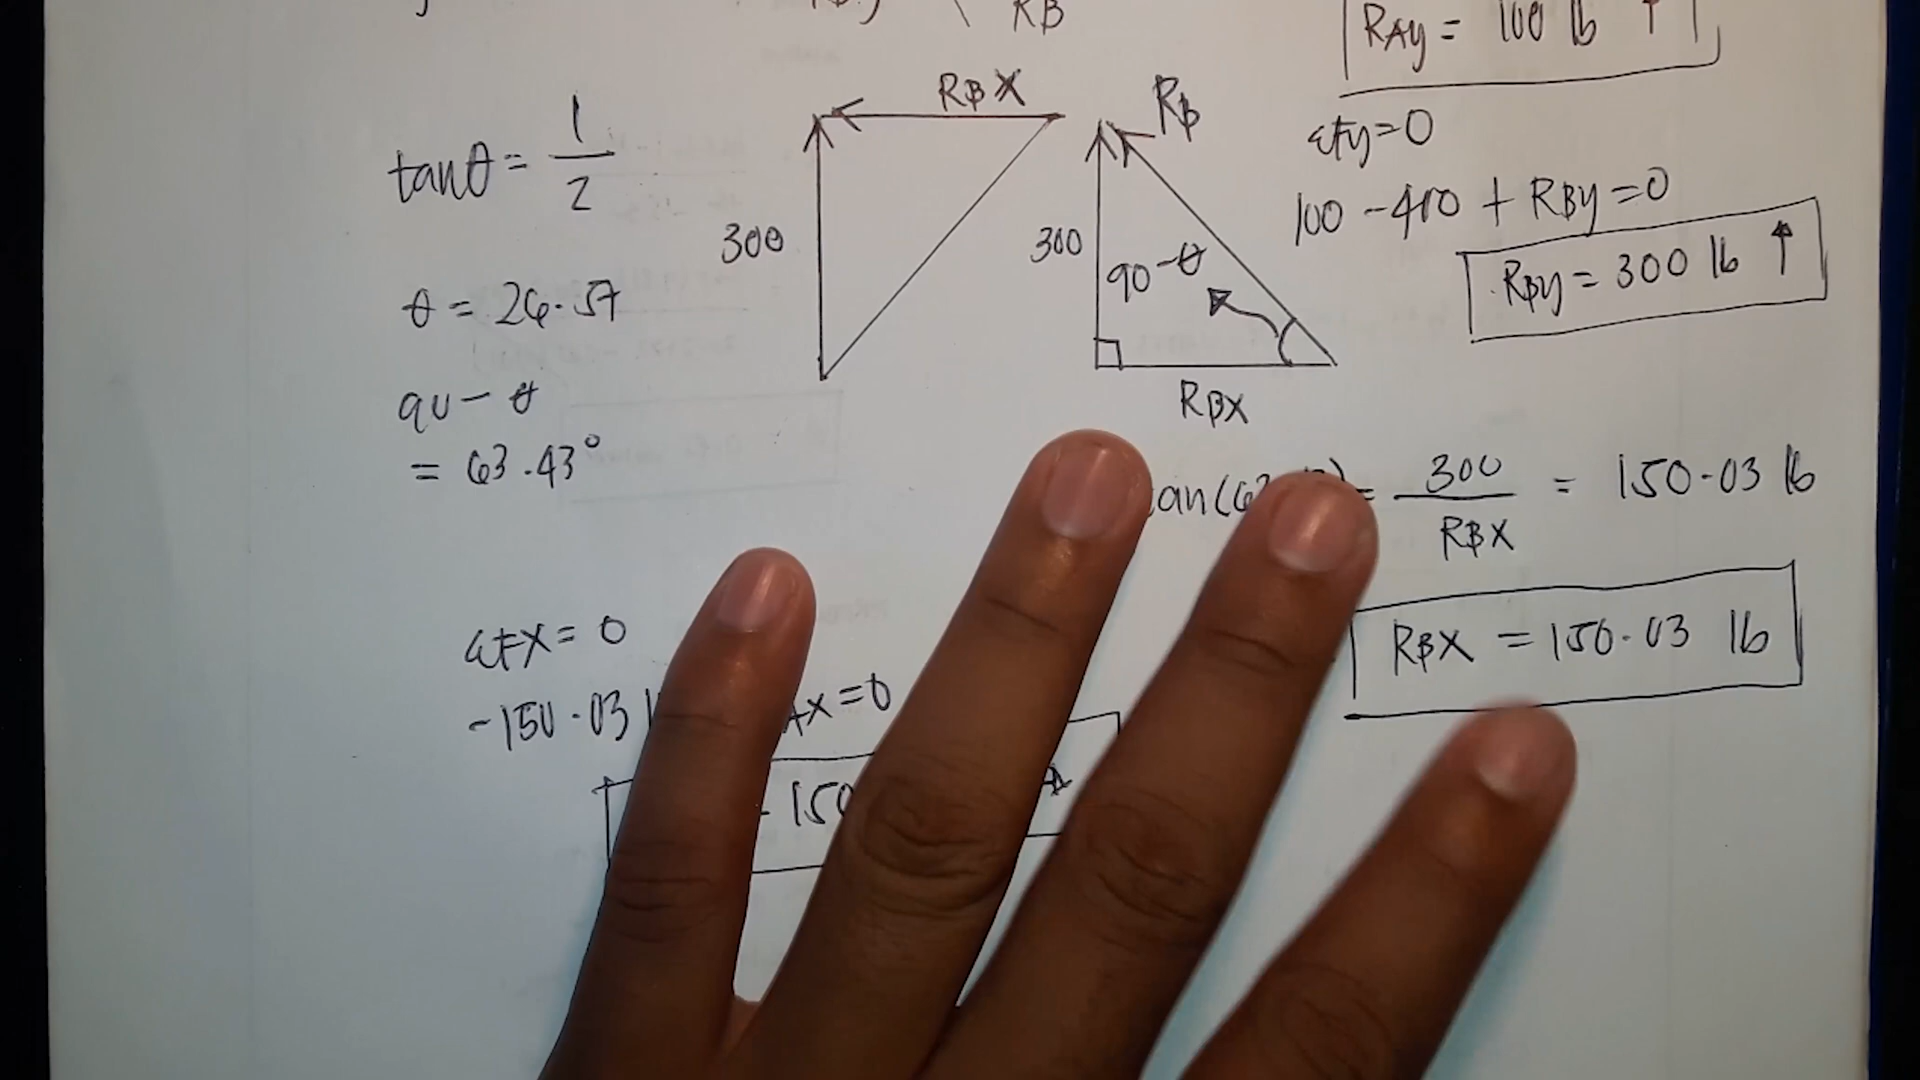 RB
RAy = 100 lb ↑
RBX
RB
tanθ = 1/2
ΣFy=0
100 - 400 + RBy = 0
300
300
90-θ
RBy = 300 lb ↑
θ = 26.57
90 - θ
RBX
= 63.43°
300/RBX = 150.03 lb
ΣFX = 0
RBX = 150.03 lb
-150.03
X = 0